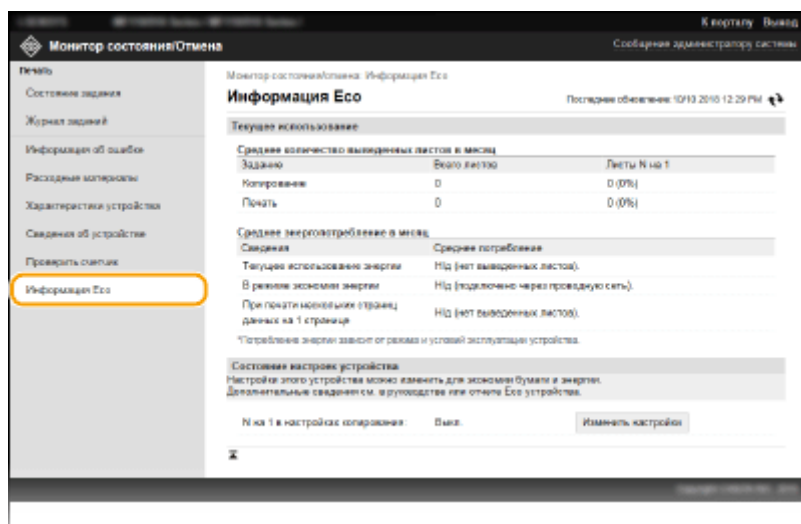 К порталу Выход
Монитор состояния/Отмена
Сообщение администратору системы
Печать
Состояние задания
Журнал заданий
Информация об ошибке
Расходные материалы
Характеристики устройства
Сведения об устройстве
Проверить счетчик
Информация Eco
Монитор состояния/отмена: Информация Eco
Информация Eco
Последнее обновление: 10/10 2018 12:29 PM
Текущее использование
Среднее количество выведенных листов в месяц
Задание Всего листов Листы N на 1
Копирование 0 0 (0%)
Печать 0 0 (0%)
Среднее энергопотребление в месяц
Сведения Среднее потребление
Текущее использование энергии Н/д (нет выведенных листов).
В режиме экономии энергии Н/д (подключено через проводную сеть).
При печати нескольких страниц
данных на 1 странице Н/д (нет выведенных листов).
*Потребление энергии зависит от режима и условий эксплуатации устройства.
Состояние настроек устройства
Настройки этого устройства можно изменить для экономии бумаги и энергии.
Дополнительные сведения см. в руководстве или отчете Eco устройства.
N на 1 в настройках копирования: Выкл. Изменить настройки